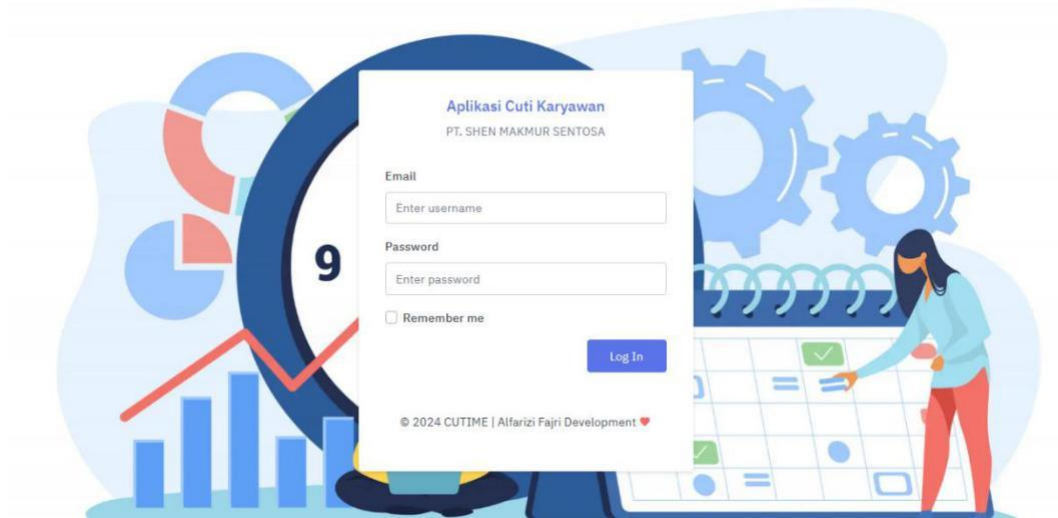 Aplikasi Cuti Karyawan
PT. SHEN MAKMUR SENTOSA
Email
Enter username
9
Password
Enter password
Remember me
Log In
© 2024 CUTIME | Alfarizi Fajri Development ♥